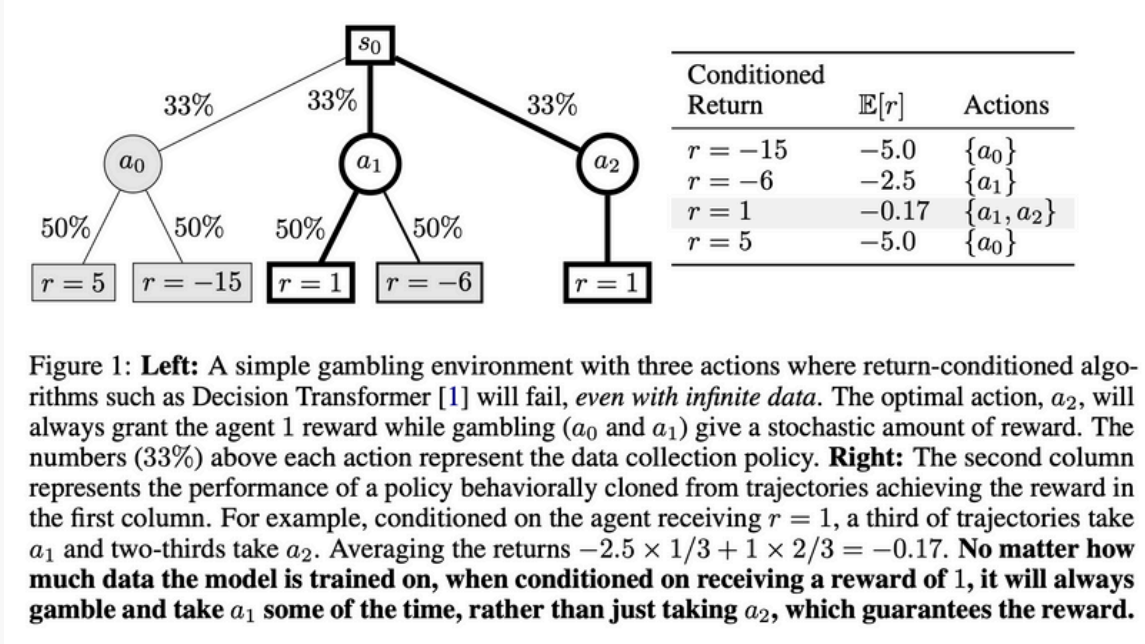 s0
33%
33%
33%
a0
a1
a2
50%
50%
50%
50%
r = 5
r = −15
r = 1
r = −6
r = 1
Conditioned
Return 𝔼[r] Actions
r = −15 −5.0 {a0}
r = −6 −2.5 {a1}
r = 1 −0.17 {a1, a2}
r = 5 −5.0 {a0}
Figure 1: Left: A simple gambling environment with three actions where return-conditioned algo-
rithms such as Decision Transformer [1] will fail, even with infinite data. The optimal action, a2, will
always grant the agent 1 reward while gambling (a0 and a1) give a stochastic amount of reward. The
numbers (33%) above each action represent the data collection policy. Right: The second column
represents the performance of a policy behaviorally cloned from trajectories achieving the reward in
the first column. For example, conditioned on the agent receiving r = 1, a third of trajectories take
a1 and two-thirds take a2. Averaging the returns −2.5 × 1/3 + 1 × 2/3 = −0.17. No matter how
much data the model is trained on, when conditioned on receiving a reward of 1, it will always
gamble and take a1 some of the time, rather than just taking a2, which guarantees the reward.